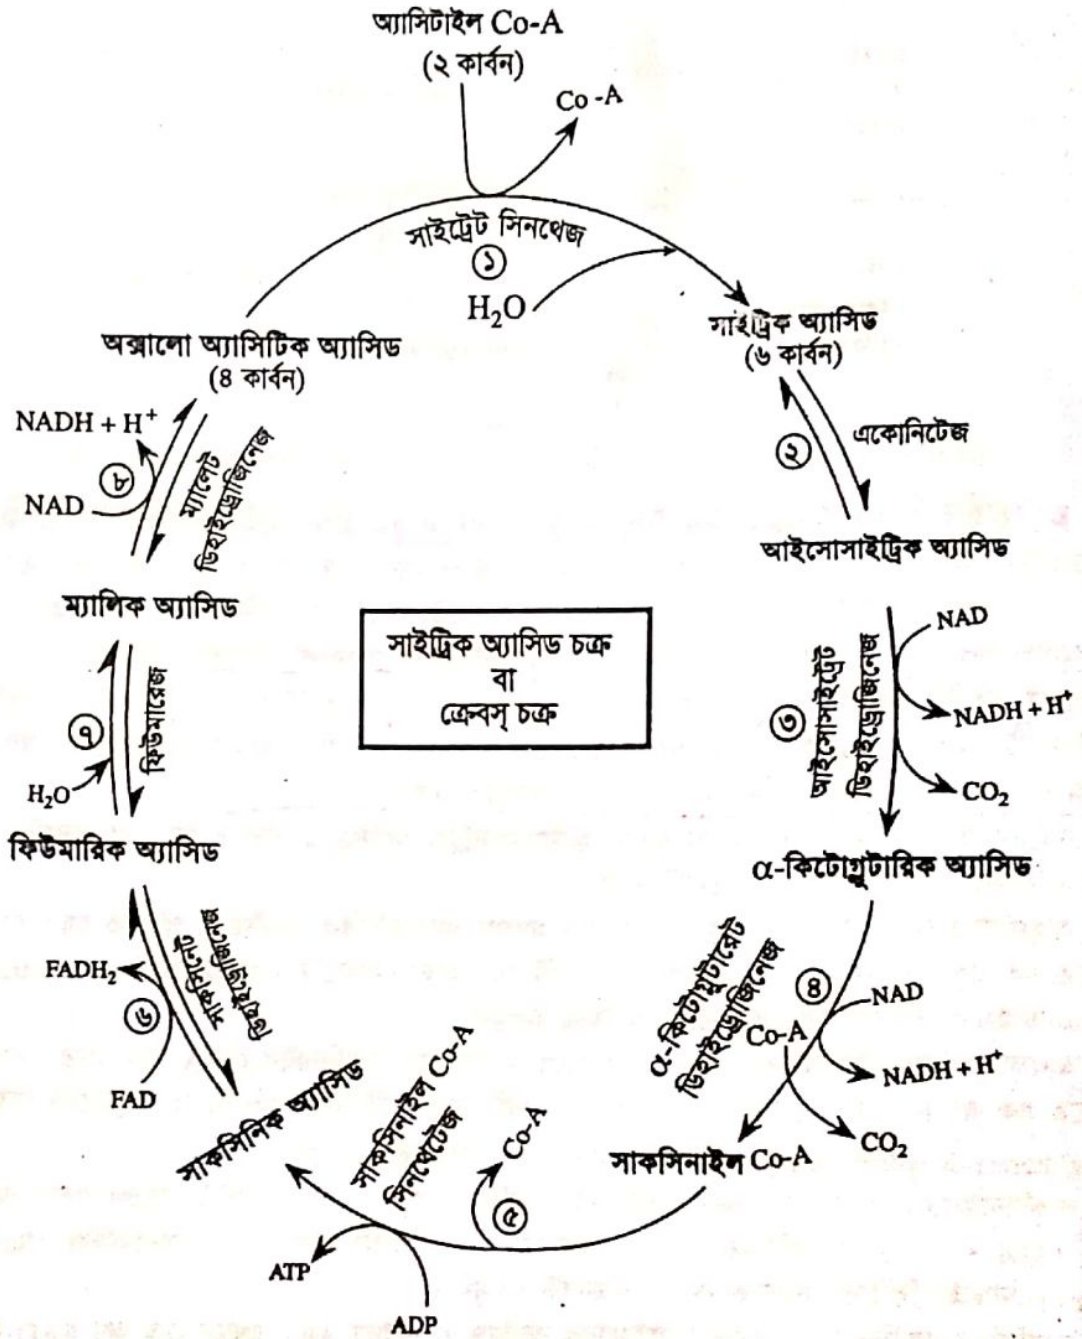 অ্যাসিটাইল Co-A
(২ কার্বন)
Co-A
সাইট্রেট সিনথেজ
১
H₂O
অক্সালো অ্যাসিটিক অ্যাসিড
(৪ কার্বন)
সাইট্রিক অ্যাসিড
(৬ কার্বন)
একোনিটেজ
২
আইসোসাইট্রিক অ্যাসিড
NAD
আইসোসাইট্রেট
ডিহাইড্রোজিনেজ
৩
NADH + H⁺
CO₂
α-কিটোগ্লুটারিক অ্যাসিড
α-কিটোগ্লুটারেট
ডিহাইড্রোজিনেজ
৪
NAD
Co-A
NADH + H⁺
CO₂
সাকসিনাইল Co-A
সাকসিনাইল Co-A
সিনথেটেজ
Co-A
৫
ATP
ADP
সাকসিনিক অ্যাসিড
সাকসিনেট
ডিহাইড্রোজিনেজ
FADH₂
৬
FAD
ফিউমারিক অ্যাসিড
ফিউমারেজ
৭
H₂O
ম্যালিক অ্যাসিড
ম্যালেট
ডিহাইড্রোজিনেজ
NADH + H⁺
৮
NAD
সাইট্রিক অ্যাসিড চক্র
বা
ক্রেবস্ চক্র